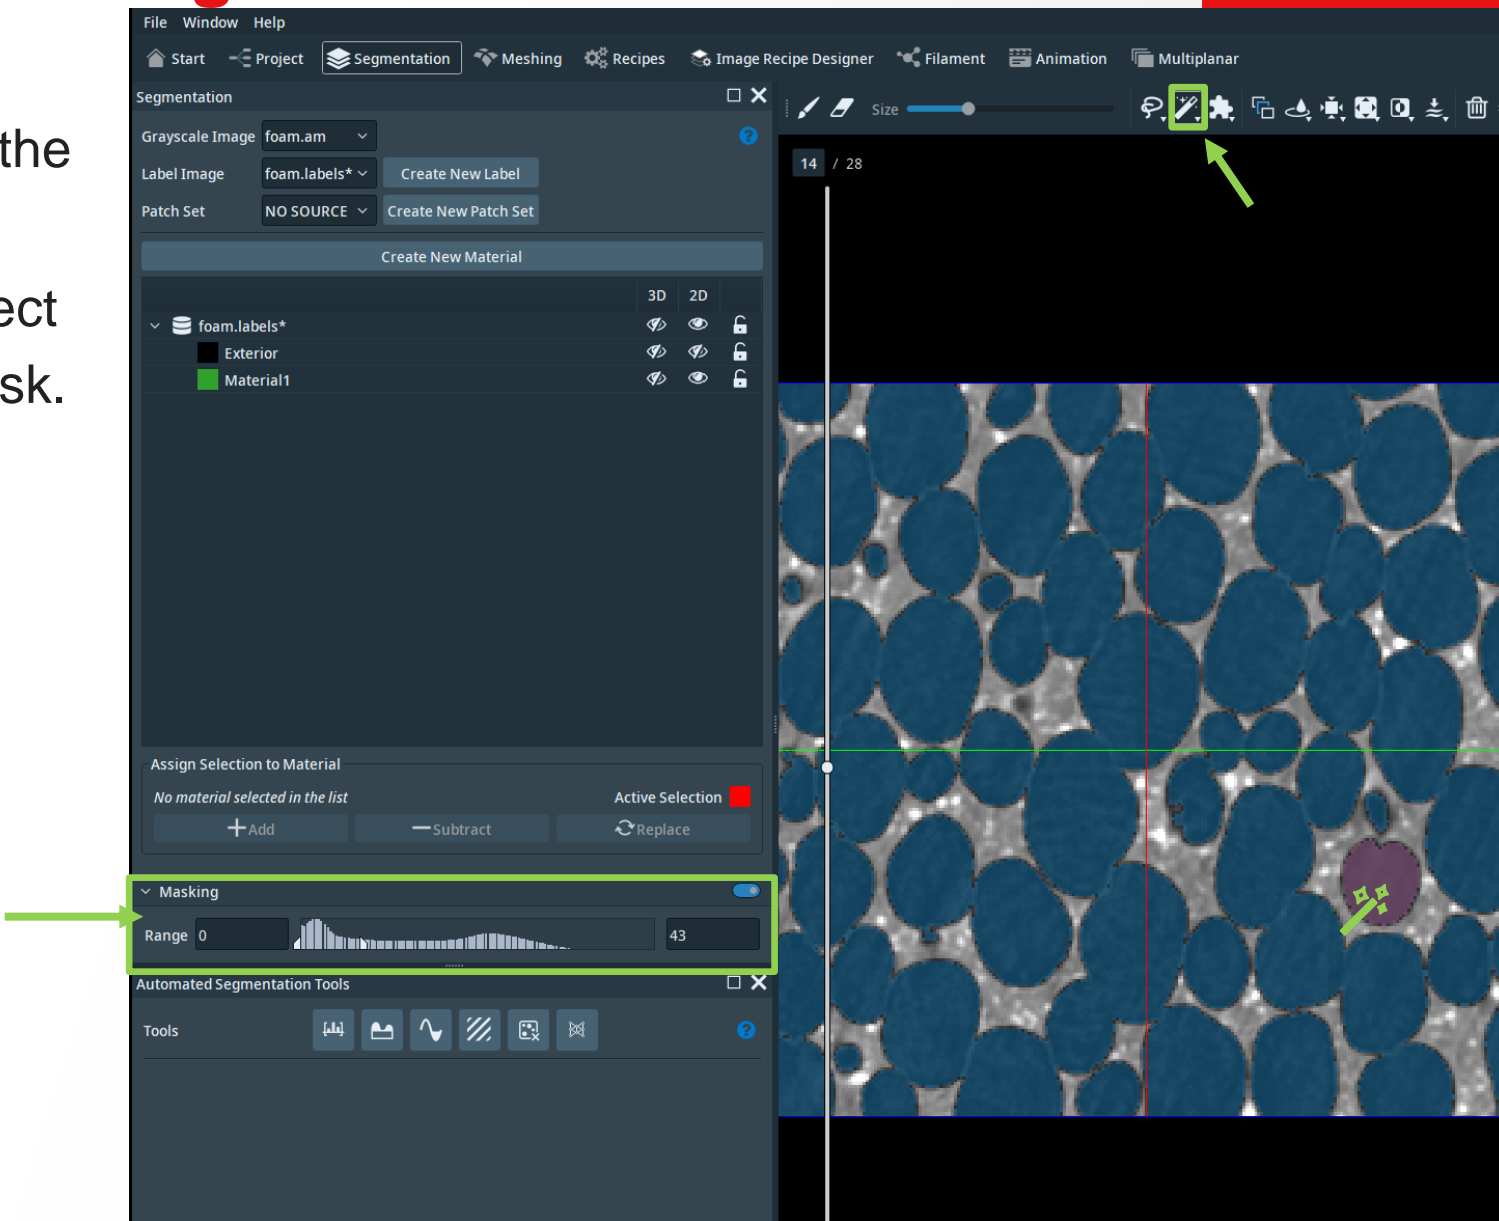 File Window Help
Start Project Segmentation Meshing Recipes Image Recipe Designer Filament Animation Multiplanar
Segmentation
Size
the
Grayscale Image foam.am
14 / 28
Label Image foam.labels* Create New Label
Patch Set NO SOURCE Create New Patch Set
Create New Material
3D 2D
ect
foam.labels*
Exterior
sk.
Material1
Assign Selection to Material
No material selected in the list Active Selection
Add Subtract Replace
Masking
Range 0 43
Automated Segmentation Tools
Tools